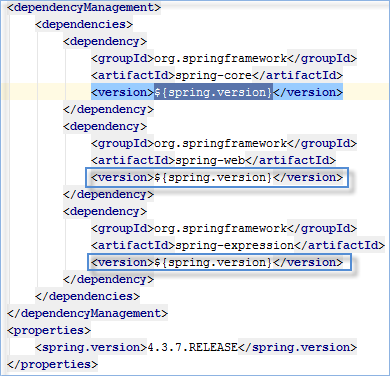 <dependencyManagement>
<dependencies>
<dependency>
<groupId>org.springframework</groupId>
<artifactId>spring-core</artifactId>
<version>${spring.version}</version>
</dependency>
<dependency>
<groupId>org.springframework</groupId>
<artifactId>spring-web</artifactId>
<version>${spring.version}</version>
</dependency>
<dependency>
<groupId>org.springframework</groupId>
<artifactId>spring-expression</artifactId>
<version>${spring.version}</version>
</dependency>
</dependencies>
</dependencyManagement>
<properties>
<spring.version>4.3.7.RELEASE</spring.version>
</properties>